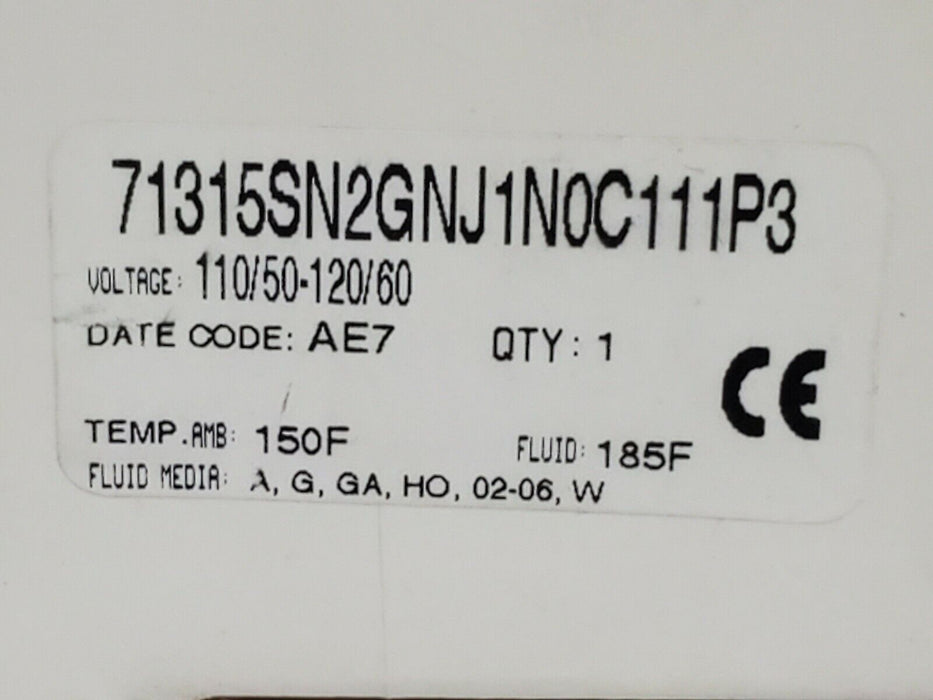 71315SN2GNJ1N0C111P3
VOLTAGE: 110/50-120/60
DATE CODE: AE7 QTY: 1
CE
TEMP.AMB: 150F FLUID: 185F
FLUID MEDIA: A, G, GA, HO, 02-06, W